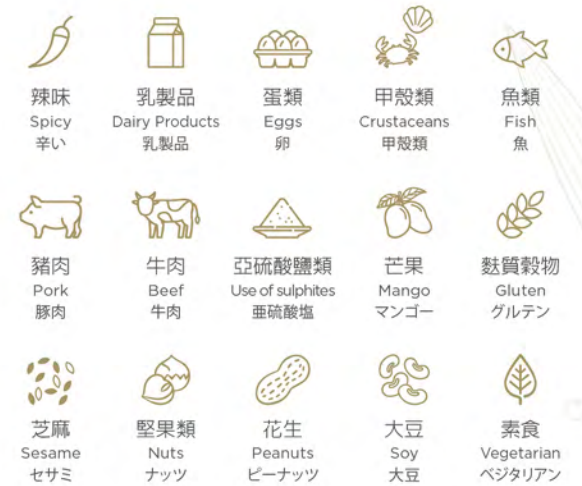 辣味
Spicy
辛い
乳製品
Dairy Products
乳製品
蛋類
Eggs
卵
甲殼類
Crustaceans
甲殻類
魚類
Fish
魚
豬肉
Pork
豚肉
牛肉
Beef
牛肉
亞硫酸鹽類
Use of sulphites
亜硫酸塩
芒果
Mango
マンゴー
麩質穀物
Gluten
グルテン
芝麻
Sesame
セサミ
堅果類
Nuts
ナッツ
花生
Peanuts
ピーナッツ
大豆
Soy
大豆
素食
Vegetarian
ベジタリアン